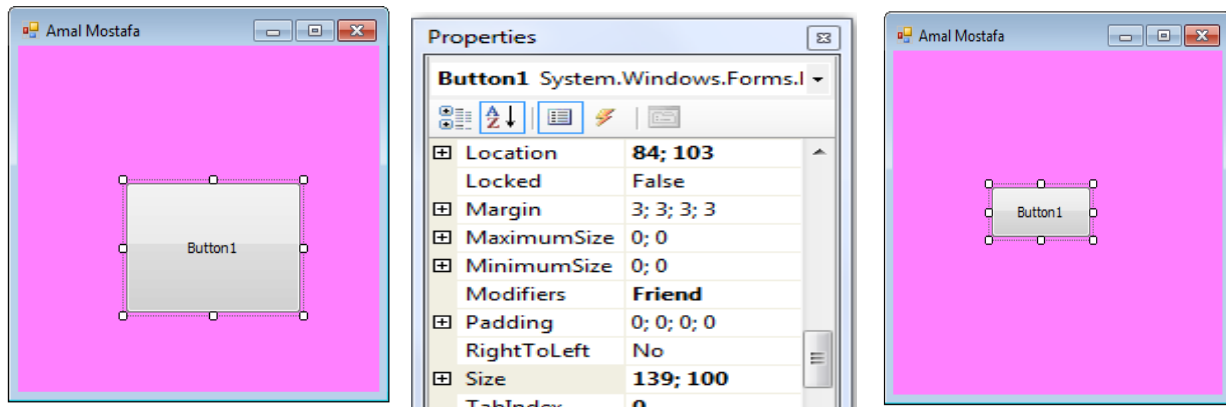 Amal Mostafa
Button1
Properties
Button1 System.Windows.Forms.
Location 84; 103
Locked False
Margin 3; 3; 3; 3
MaximumSize 0; 0
MinimumSize 0; 0
Modifiers Friend
Padding 0; 0; 0; 0
RightToLeft No
Size 139; 100
TabIndex 0
Amal Mostafa
Button1